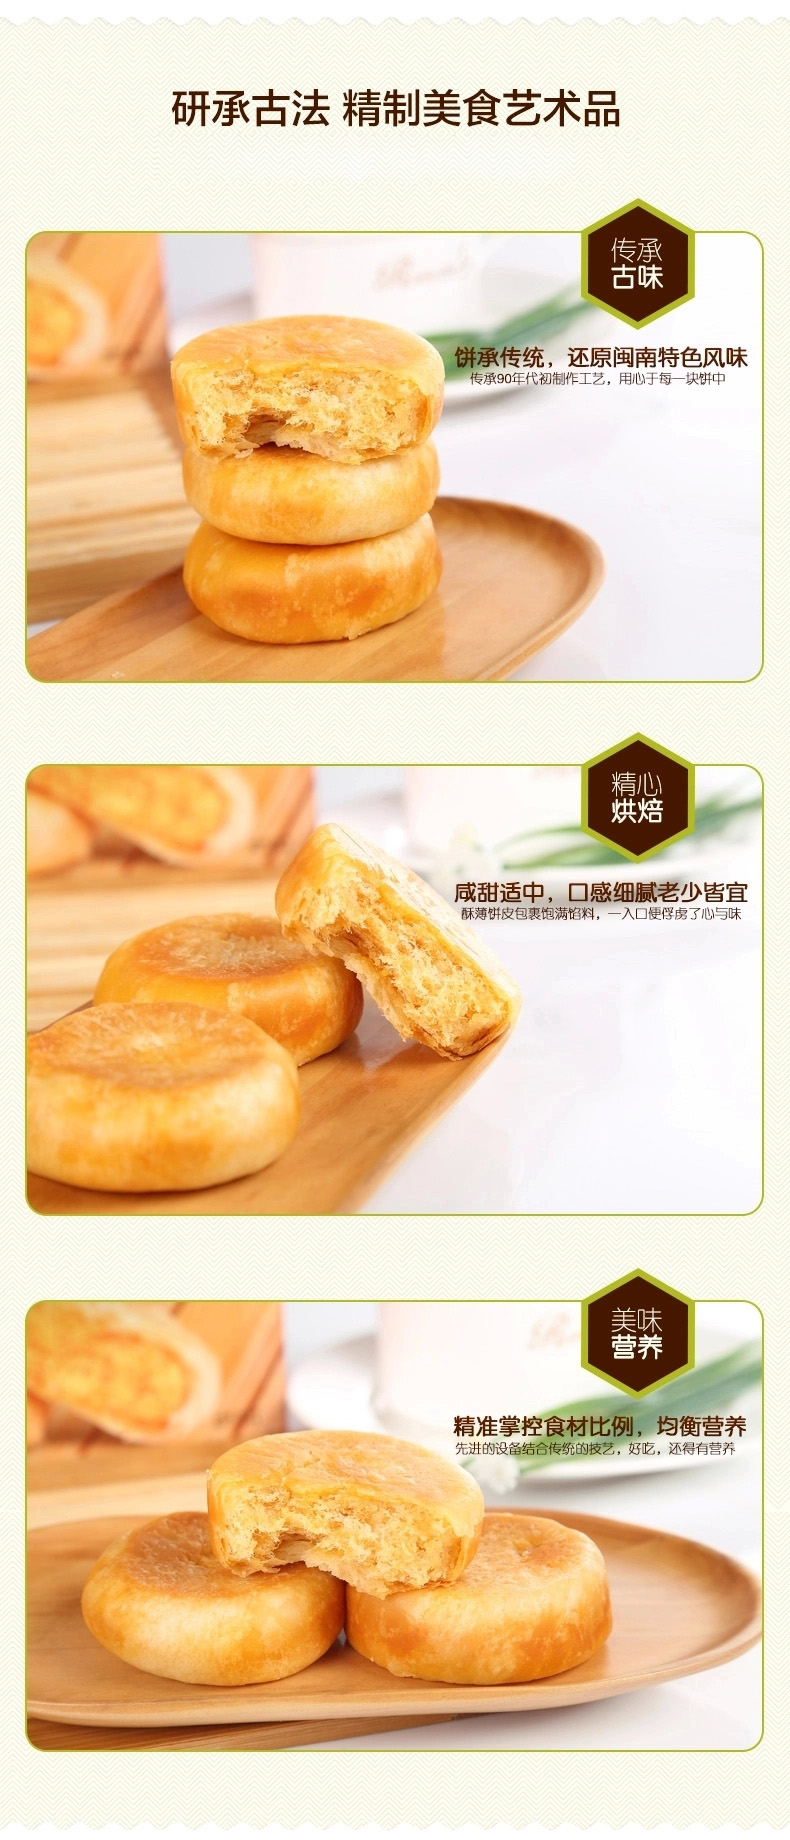 研承古法 精制美食艺术品
传承
古味
饼承传统，还原闽南特色风味
传承90年代初制作工艺，用心于每一块饼中
精心
烘焙
咸甜适中，口感细腻老少皆宜
酥薄饼皮包裹饱满馅料，一入口便俘虏了心与味
美味
营养
精准掌控食材比例，均衡营养
先进的设备结合传统的技艺，好吃，还得有营养